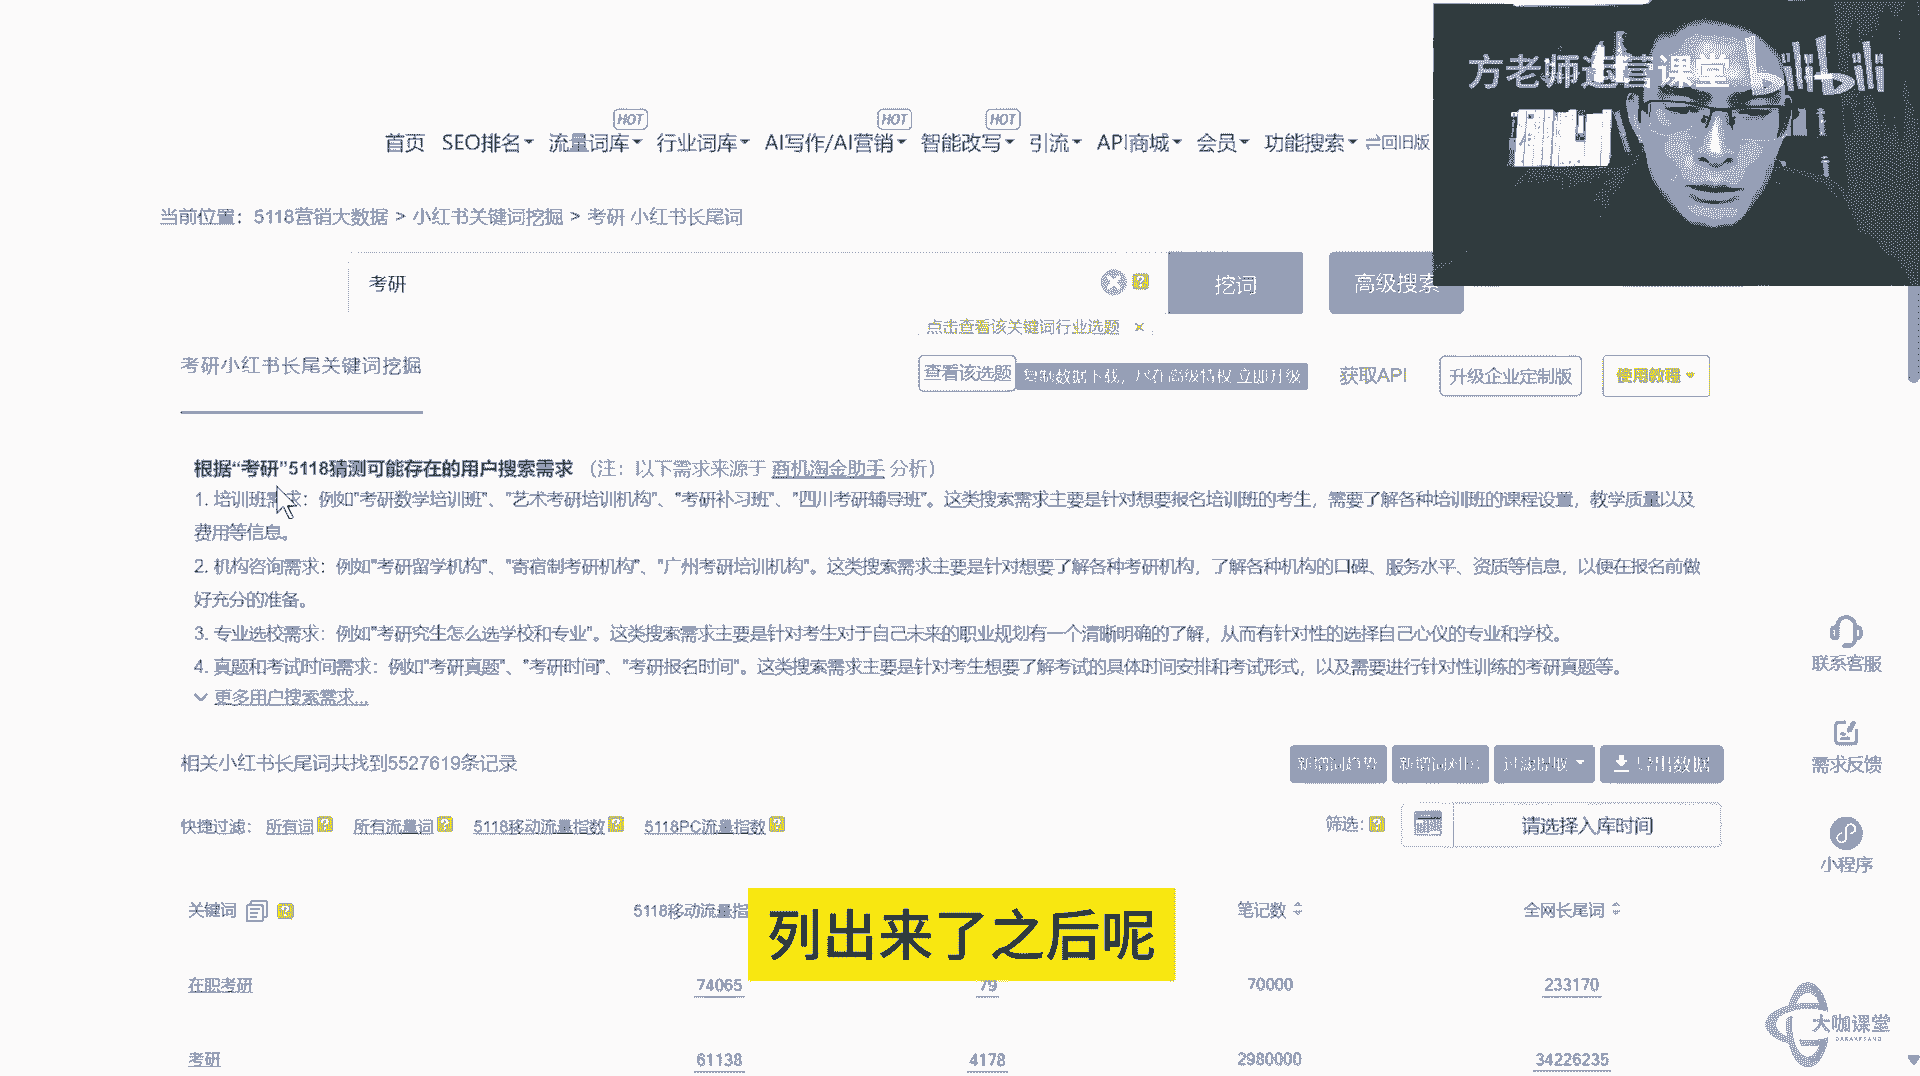 方老师运营课堂 bilibili
HOT HOT HOT
首页 SEO排名 流量词库 行业词库 AI写作/AI营销 智能改写 引流 API商城 会员 功能搜索 回旧版
当前位置：5118营销大数据 > 小红书关键词挖掘 > 考研 小红书长尾词
考研 挖词 高级搜索
点击查看该关键词行业选题 ×
考研小红书长尾关键词挖掘
查看该选题 复制数据下载，尽在高级特权 立即升级 获取API 升级企业定制版 使用教程
根据“考研”5118猜测可能存在的用户搜索需求 （注：以下需求来源于 商机淘金助手 分析）
1. 培训班需求：例如"考研数学培训班"、"艺术考研培训机构"、"考研补习班"、"四川考研辅导班"。这类搜索需求主要是针对想要报名培训班的考生，需要了解各种培训班的课程设置，教学质量以及
费用等信息。
2. 机构咨询需求：例如"考研留学机构"、"寄宿制考研机构"、"广州考研培训机构"。这类搜索需求主要是针对想要了解各种考研机构，了解各种机构的口碑、服务水平、资质等信息，以便在报名前做
好充分的准备。
3. 专业选校需求：例如"考研究生怎么选学校和专业"。这类搜索需求主要是针对考生对于自己未来的职业规划有一个清晰明确的了解，从而有针对性的选择自己心仪的专业和学校。
4. 真题和考试时间需求：例如"考研真题"、"考研时间"、"考研报名时间"。这类搜索需求主要是针对考生想要了解考试的具体时间安排和考试形式，以及需要进行针对性训练的考研真题等。
更多用户搜索需求...
联系客服
相关小红书长尾词共找到5527619条记录 导出数据
需求反馈
快捷过滤： 所有词 所有流量词 5118移动流量指数 5118PC流量指数 筛选: 请选择入库时间
小程序
关键词 5118移动流量指 笔记数 全网长尾词
列出来了之后呢
在职考研 74065 79 70000 233170
大咖课堂
考研 61138 4178 2980000 34226235